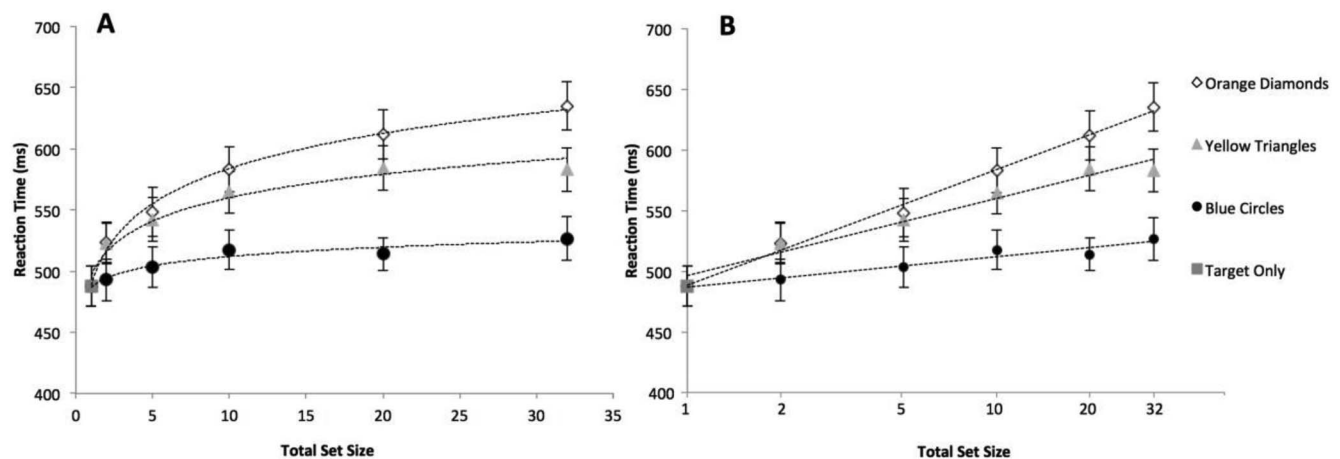 A
700
650
600
550
500
450
400
Reaction Time (ms)
0 5 10 15 20 25 30 35
Total Set Size
B
700
650
600
550
500
450
400
Reaction Time (ms)
1 2 5 10 20 32
Total Set Size
Orange Diamonds
Yellow Triangles
Blue Circles
Target Only